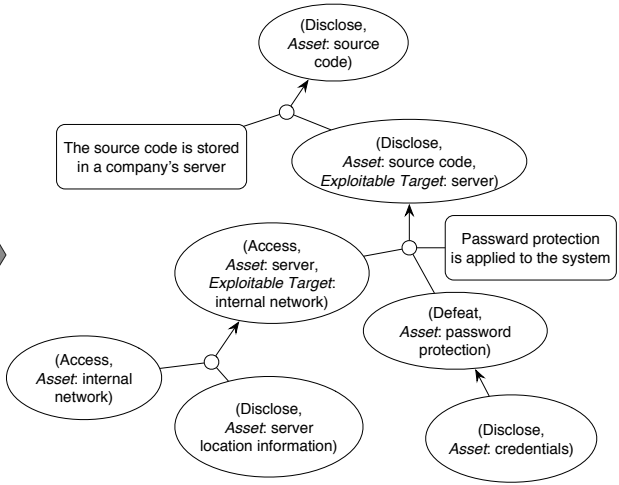 (Disclose,
Asset: source
code)
The source code is stored
in a company's server
(Disclose,
Asset: source code,
Exploitable Target: server)
(Access,
Asset: server,
Exploitable Target:
internal network)
Passward protection
is applied to the system
(Defeat,
Asset: password
protection)
(Access,
Asset: internal
network)
(Disclose,
Asset: server
location information)
(Disclose,
Asset: credentials)